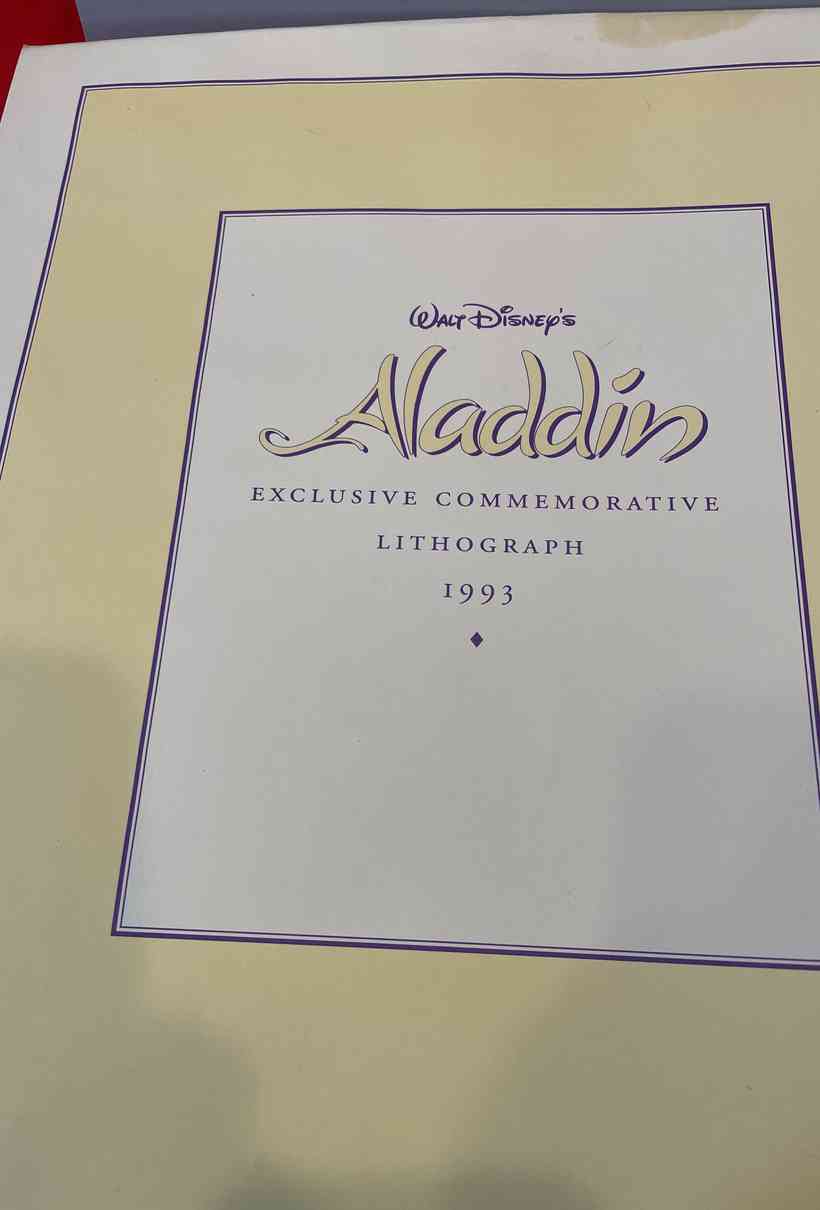 WALT DISNEY'S
Aladdin
EXCLUSIVE COMMEMORATIVE
LITHOGRAPH
1993